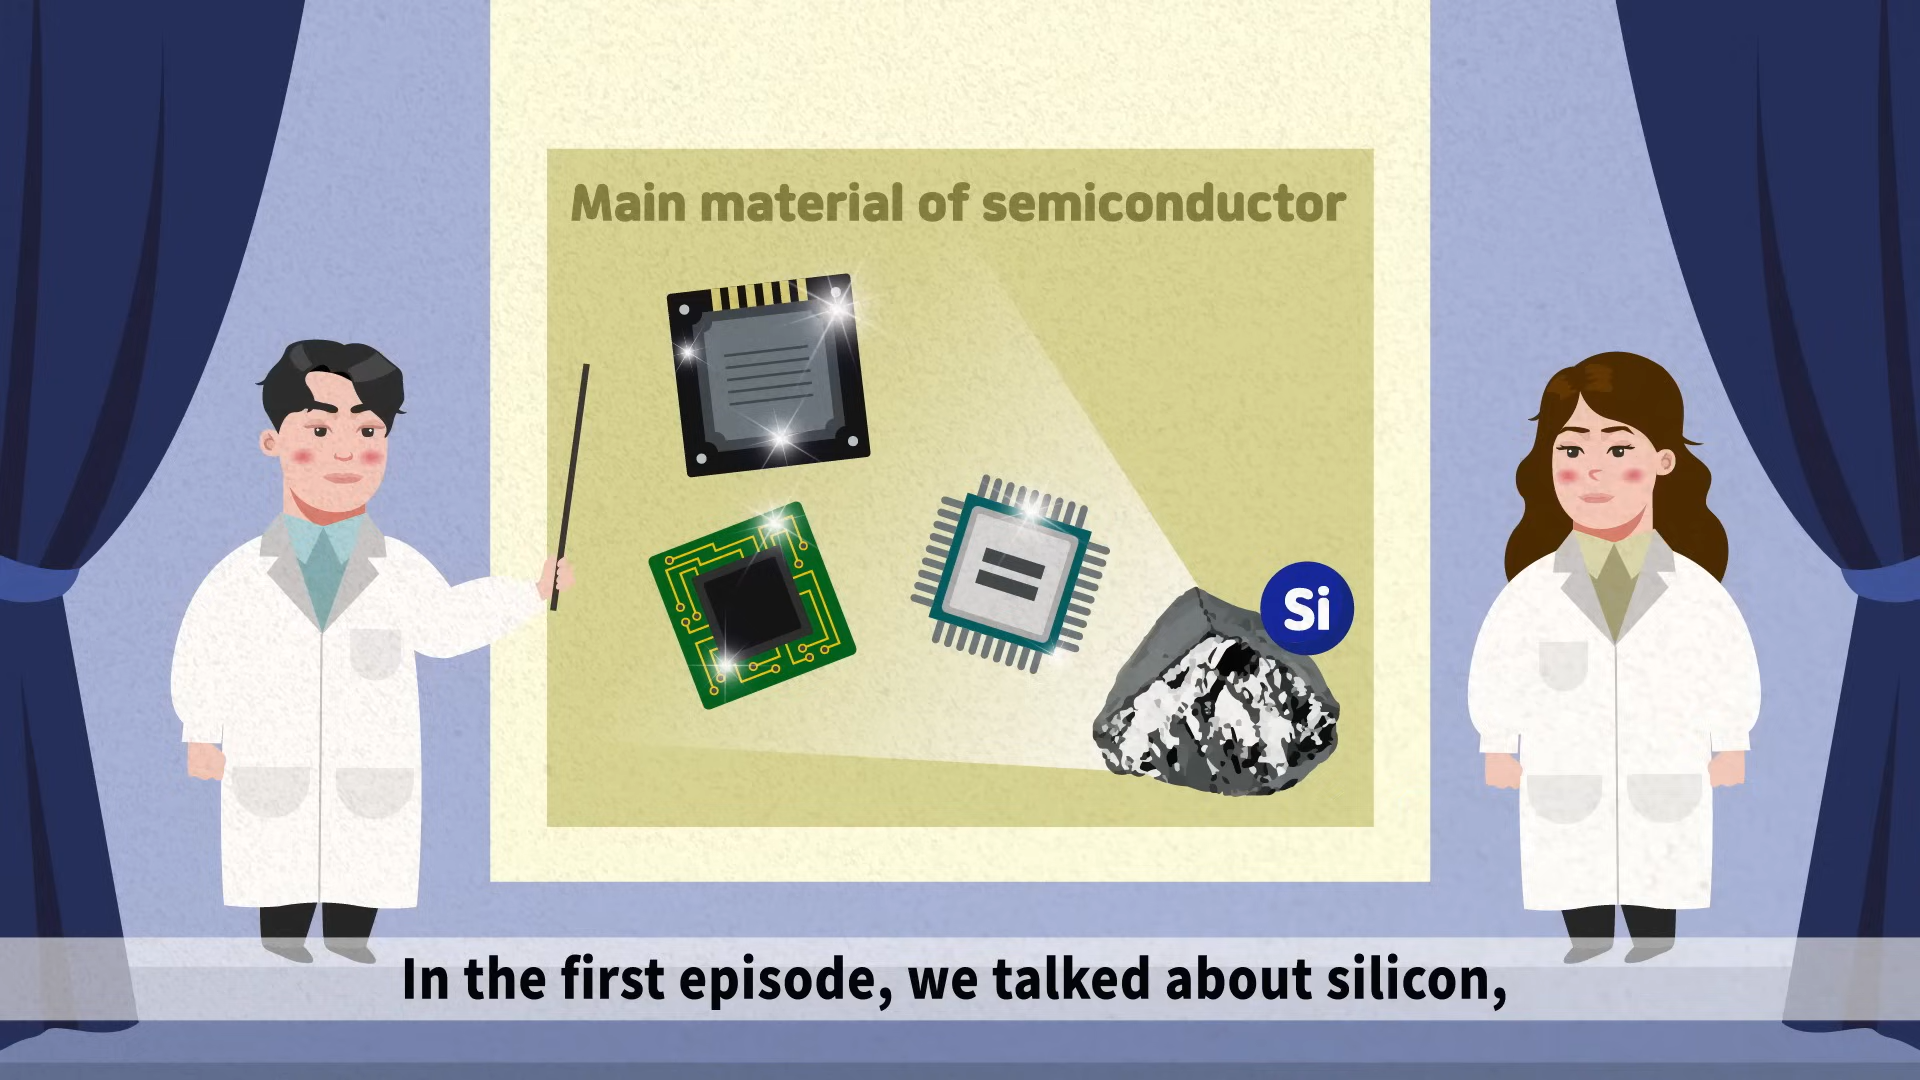 Main material of semiconductor
Si
In the first episode, we talked about silicon,